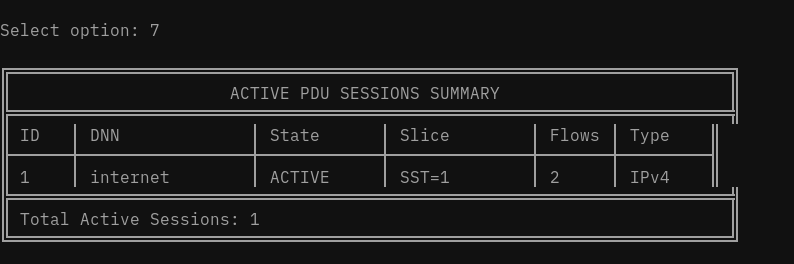 Select option: 7
ACTIVE PDU SESSIONS SUMMARY
ID DNN State Slice Flows Type
1 internet ACTIVE SST=1 2 IPv4
Total Active Sessions: 1